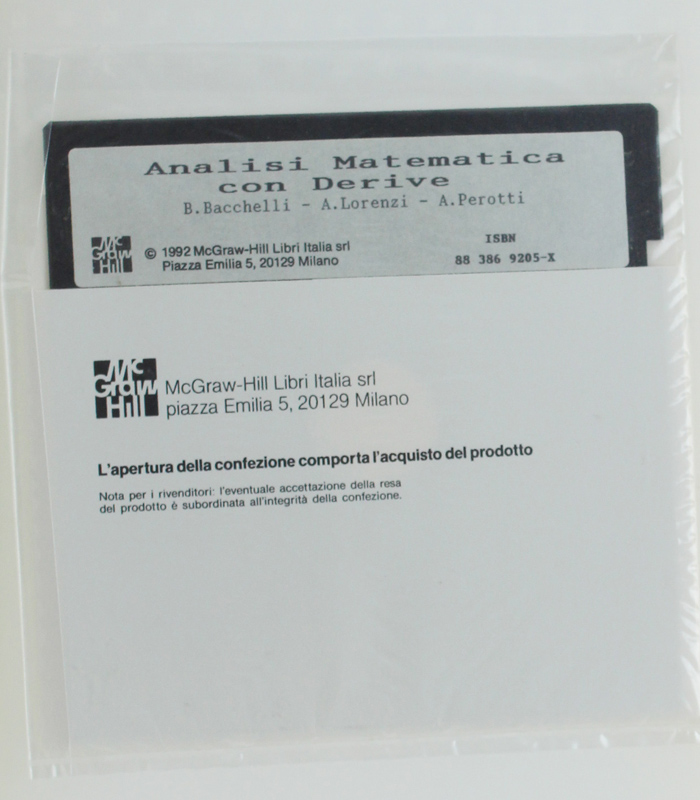 Analisi Matematica
con Derive
B.Bacchelli - A.Lorenzi - A.Perotti
Mc
Graw
Hill
© 1992 McGraw-Hill Libri Italia srl
Piazza Emilia 5, 20129 Milano
ISBN
88 386 9205-X
Mc
Graw
Hill
McGraw-Hill Libri Italia srl
piazza Emilia 5, 20129 Milano
L'apertura della confezione comporta l'acquisto del prodotto
Nota per i rivenditori: l'eventuale accettazione della resa
del prodotto è subordinata all'integrità della confezione.